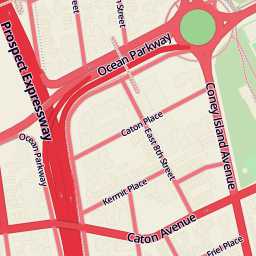 Street
Ocean Parkway
Prospect Expressway
Coney Island Avenue
Caton Place
East 8th Street
Ocean Parkway
Kermit Place
Caton Avenue
Friel Place